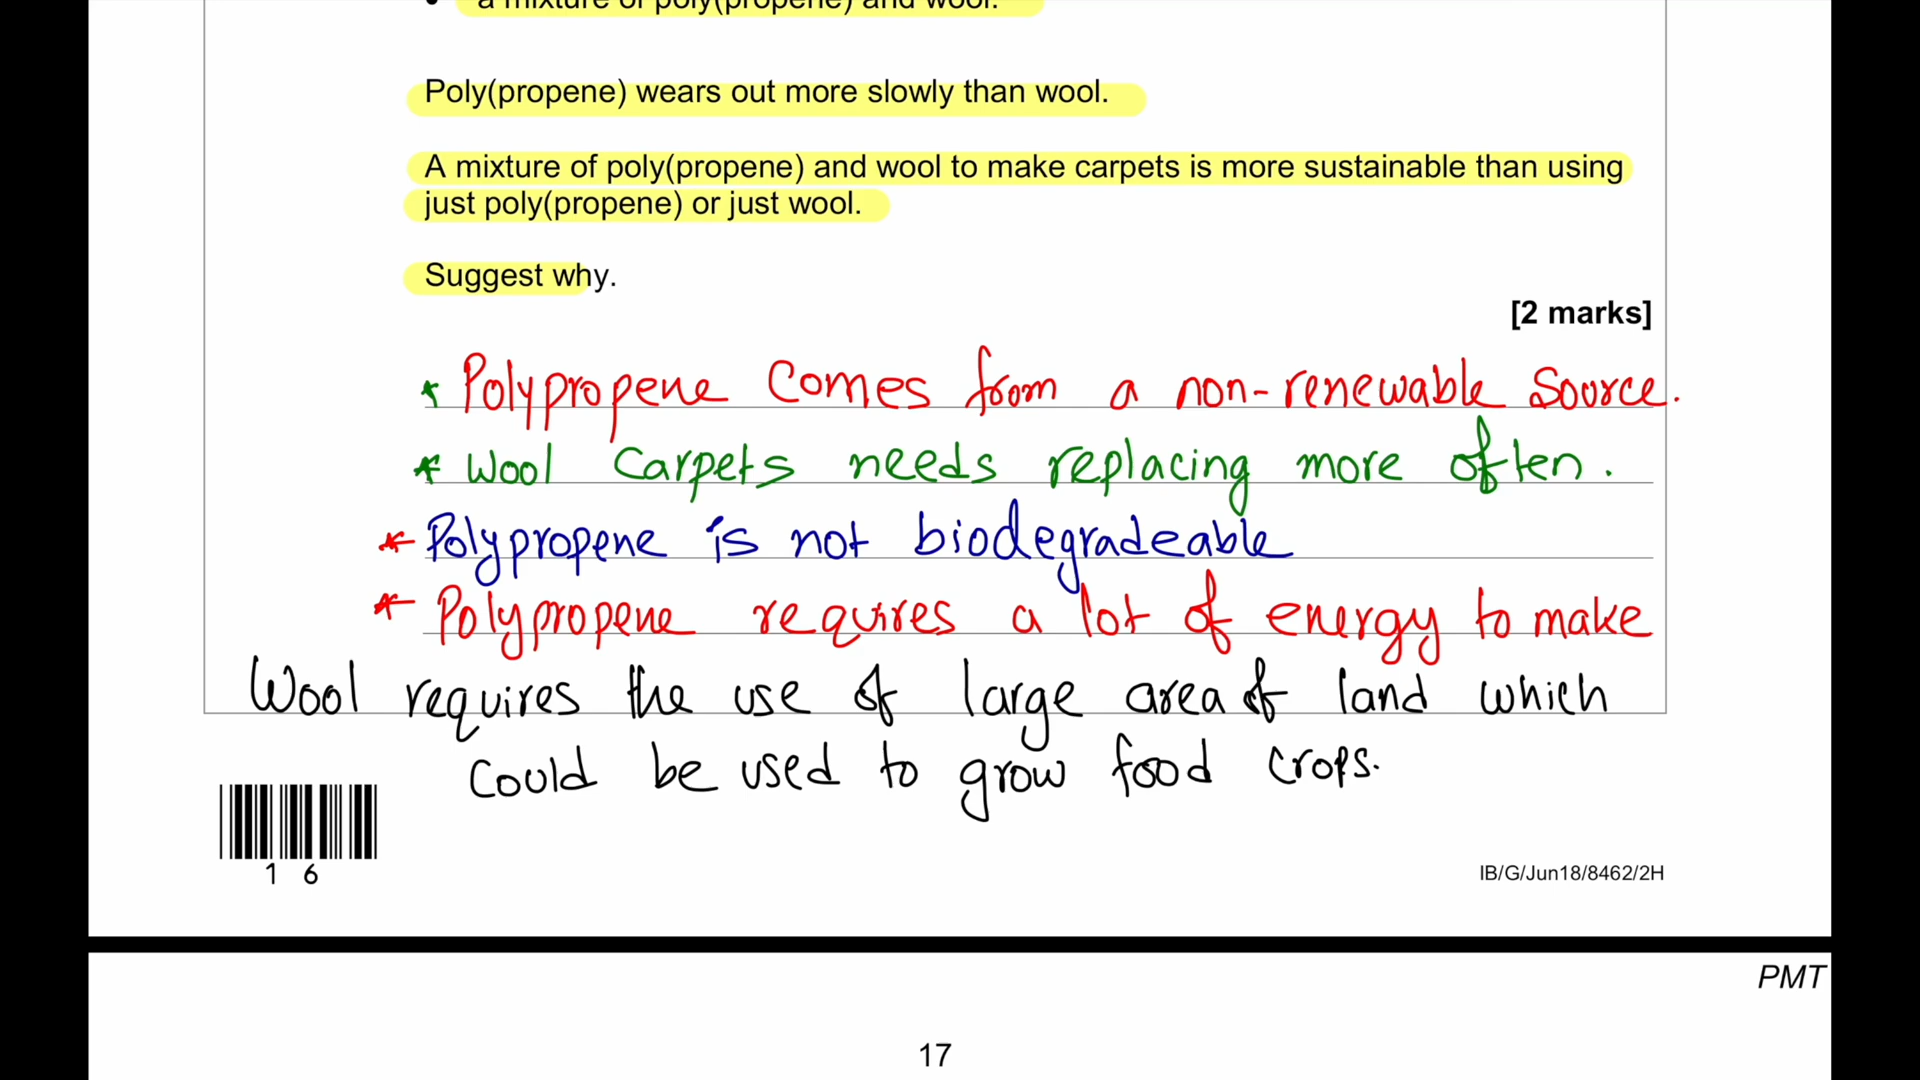 • a mixture of poly(propene) and wool.
Poly(propene) wears out more slowly than wool.
A mixture of poly(propene) and wool to make carpets is more sustainable than using
just poly(propene) or just wool.
Suggest why.
[2 marks]
* Polypropene comes from a non-renewable source.
* Wool carpets needs replacing more often.
* Polypropene is not biodegradeable
* Polypropene requires a lot of energy to make
Wool requires the use of large area of land which
could be used to grow food crops.
1 6
IB/G/Jun18/8462/2H
PMT
17